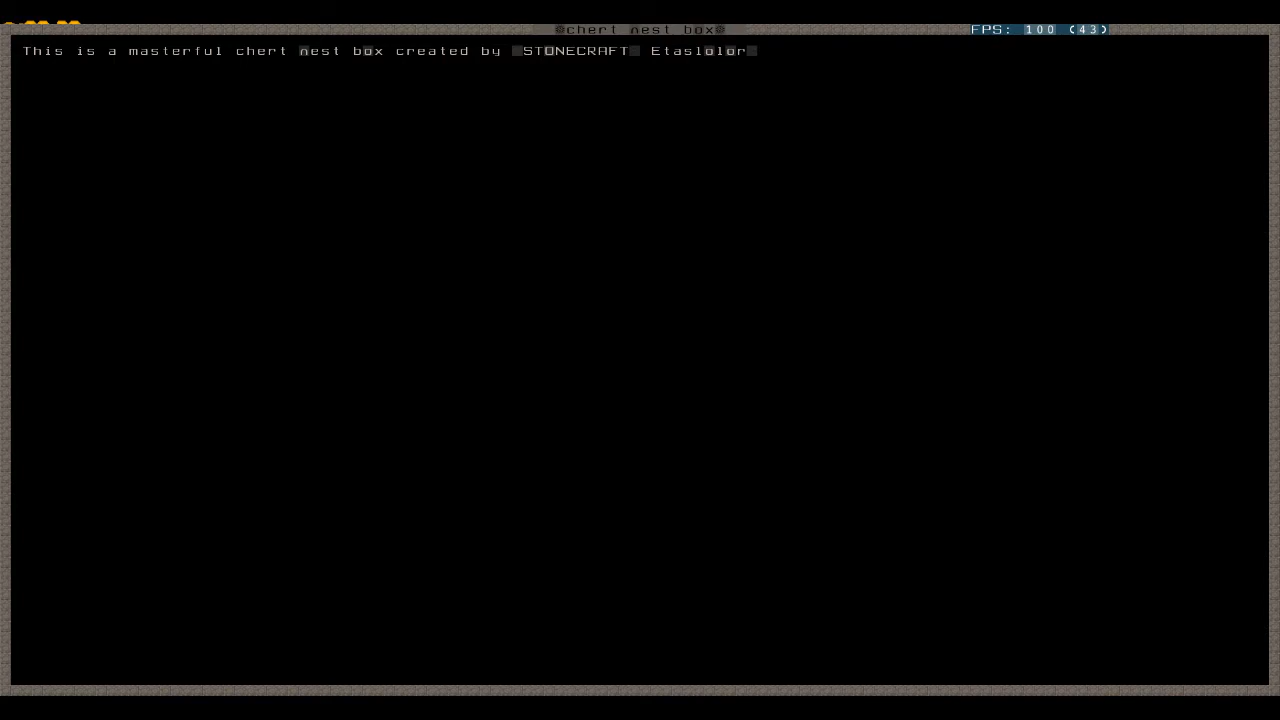 ☼chert nest box☼
FPS: 100 (43)
This is a masterful chert nest box created by STONECRAFT Etaslolor